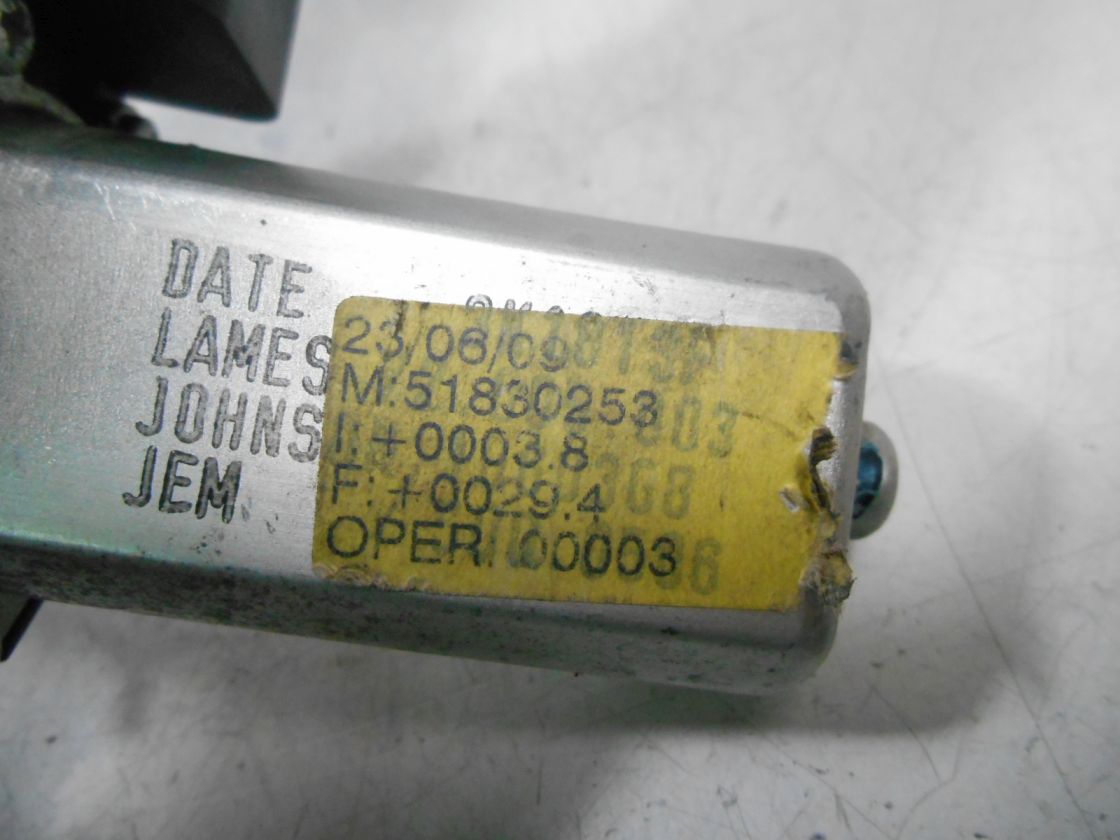 DATE
LAMES
JOHNS
JEM
23/06/09
M:51830253
I:+0003.8
F:+0029.4
OPER: 00003